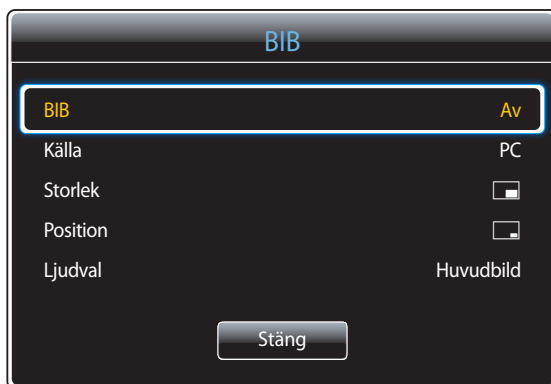 BIB
BIB Av
Källa PC
Storlek
Position
Ljudval Huvudbild
Stäng